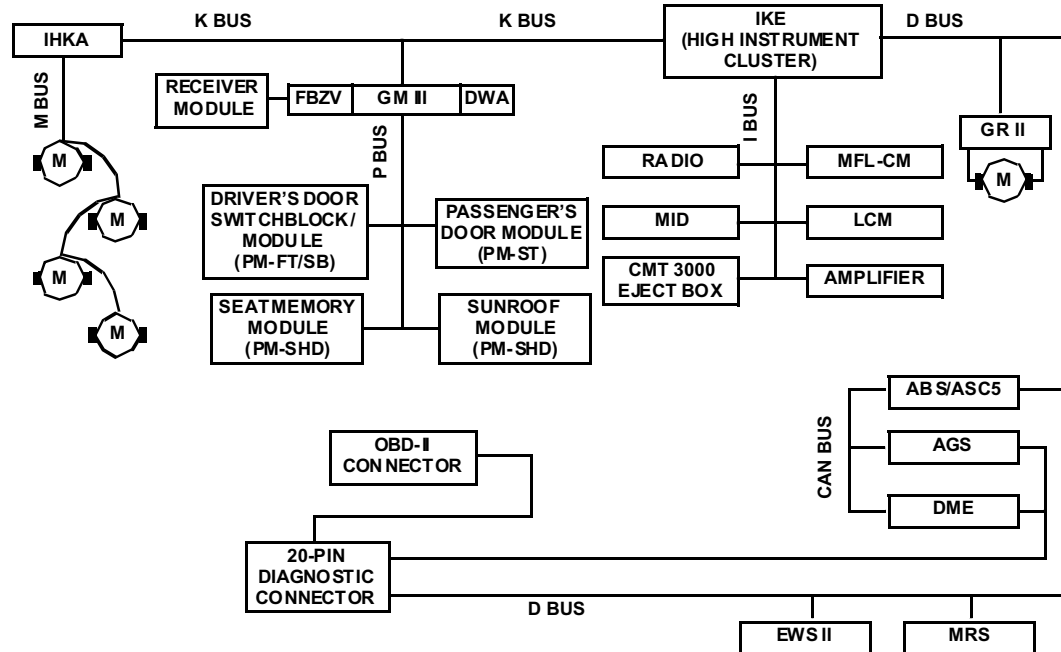 K BUS
K BUS
D BUS
IHKA
IKE
(HIGH INSTRUMENT
CLUSTER)
M BUS
RECEIVER
MODULE
FBZV
GM III
DWA
P BUS
I BUS
GR II
M
RADIO
MFL-CM
MID
LCM
CMT 3000
EJECT BOX
AMPLIFIER
M
M
M
M
DRIVER'S DOOR
SWITCHBLOCK/
MODULE
(PM-FT/SB)
PASSENGER'S
DOOR MODULE
(PM-ST)
SEAT MEMORY
MODULE
(PM-SHD)
SUNROOF
MODULE
(PM-SHD)
CAN BUS
ABS/ASC5
AGS
DME
OBD-II
CONNECTOR
20-PIN
DIAGNOSTIC
CONNECTOR
D BUS
EWS II
MRS